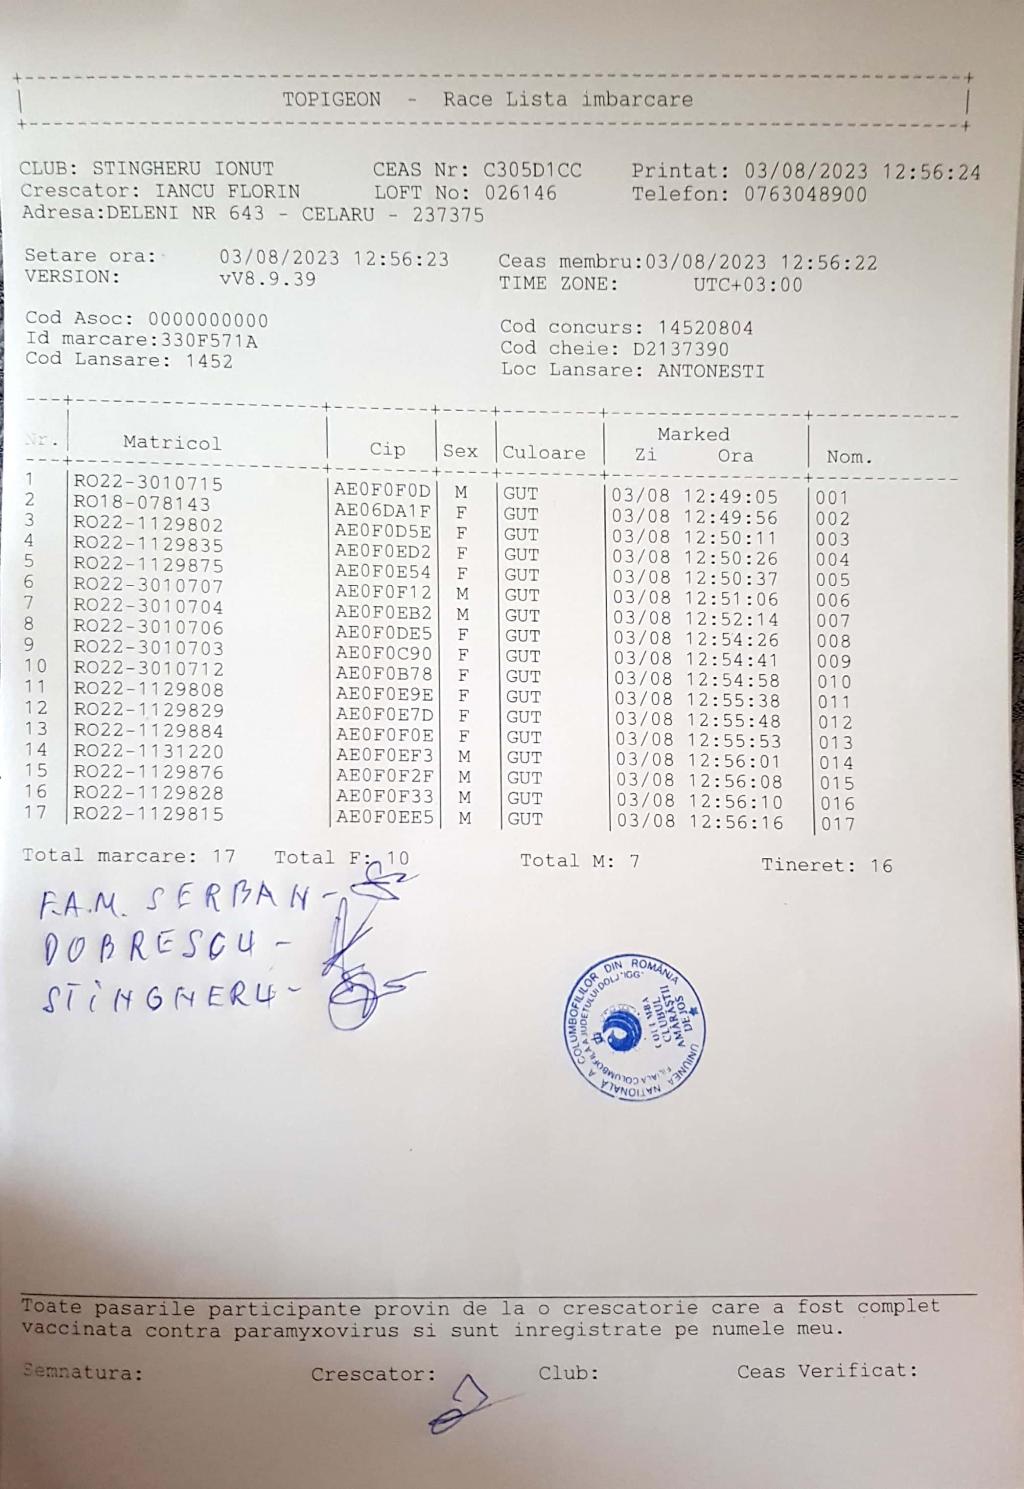 TOPIGEON - Race Lista imbarcare
CLUB: STINGHERU IONUT CEAS Nr: C305D1CC Printat: 03/08/2023 12:56:24
Crescator: IANCU FLORIN LOFT No: 026146 Telefon: 0763048900
Adresa:DELENI NR 643 - CELARU - 237375
Setare ora: 03/08/2023 12:56:23 Ceas membru:03/08/2023 12:56:22
VERSION: vV8.9.39 TIME ZONE: UTC+03:00
Cod Asoc: 0000000000 Cod concurs: 14520804
Id marcare:330F571A Cod cheie: D2137390
Cod Lansare: 1452 Loc Lansare: ANTONESTI
Nr. Matricol Cip Sex Culoare Marked Zi Ora Nom.
1 RO22-3010715 AE0F0F0D M GUT 03/08 12:49:05 001
2 RO18-078143 AE06DA1F F GUT 03/08 12:49:56 002
3 RO22-1129802 AE0F0D5E F GUT 03/08 12:50:11 003
4 RO22-1129835 AE0F0ED2 F GUT 03/08 12:50:26 004
5 RO22-1129875 AE0F0E54 F GUT 03/08 12:50:37 005
6 RO22-3010707 AE0F0F12 M GUT 03/08 12:51:06 006
7 RO22-3010704 AE0F0EB2 M GUT 03/08 12:52:14 007
8 RO22-3010706 AE0F0DE5 F GUT 03/08 12:54:26 008
9 RO22-3010703 AE0F0C90 F GUT 03/08 12:54:41 009
10 RO22-3010712 AE0F0B78 F GUT 03/08 12:54:58 010
11 RO22-1129808 AE0F0E9E F GUT 03/08 12:55:38 011
12 RO22-1129829 AE0F0E7D F GUT 03/08 12:55:48 012
13 RO22-1129884 AE0F0F0E F GUT 03/08 12:55:53 013
14 RO22-1131220 AE0F0EF3 M GUT 03/08 12:56:01 014
15 RO22-1129876 AE0F0F2F M GUT 03/08 12:56:08 015
16 RO22-1129828 AE0F0F33 M GUT 03/08 12:56:10 016
17 RO22-1129815 AE0F0EE5 M GUT 03/08 12:56:16 017
Total marcare: 17 Total F: 10 Total M: 7 Tineret: 16
F.A.M. SERBAN -
DOBRESCU -
STINGHERU -
UNIUNEA NATIONALA A COLUMBOFILILOR DIN ROMÂNIA
FILIALA COLUMBOFILA A JUDETULUI DOLJ "IGG"
CLUBUL
AMARASTII
DE JOS
Toate pasarile participante provin de la o crescatorie care a fost complet
vaccinata contra paramyxovirus si sunt inregistrate pe numele meu.
Semnatura: Crescator: Club: Ceas Verificat: